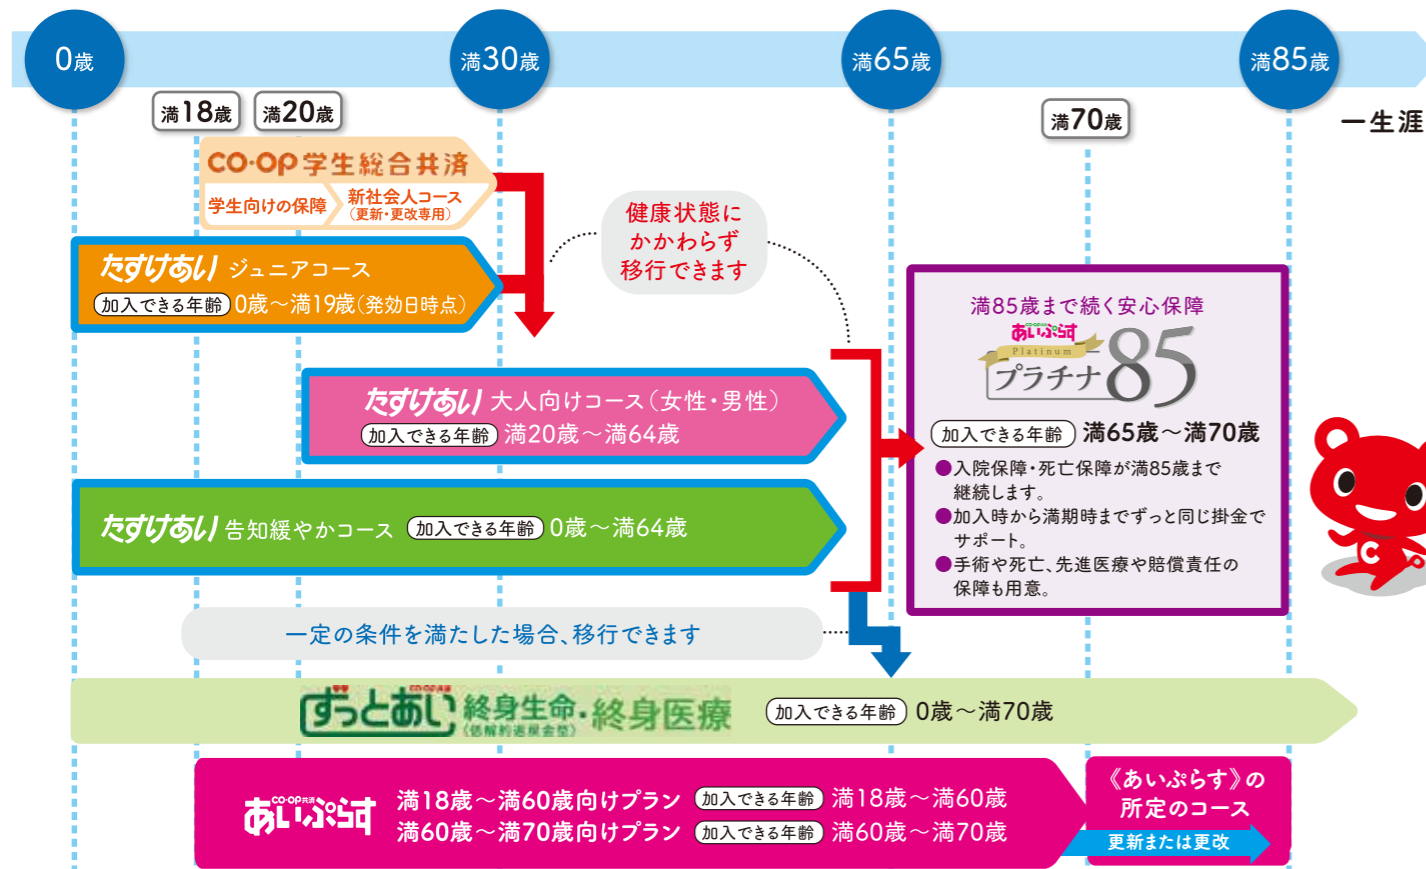 0歳
満30歳
満65歳
満85歳
満18歳
満20歳
満70歳
一生涯
CO・OP学生総合共済
学生向けの保障
新社会人コース
(更新・更改専用)
健康状態に
かかわらず
移行できます
たすけあい ジュニアコース
加入できる年齢 0歳~満19歳(発効日時点)
たすけあい 大人向けコース(女性・男性)
加入できる年齢 満20歳~満64歳
たすけあい 告知緩やかコース 加入できる年齢 0歳~満64歳
満85歳まで続く安心保障
あいぷらす
Platinum
プラチナ85
加入できる年齢 満65歳~満70歳
●入院保障・死亡保障が満85歳まで
継続します。
●加入時から満期時までずっと同じ掛金で
サポート。
●手術や死亡、先進医療や賠償責任の
保障も用意。
C
一定の条件を満たした場合、移行できます
ずっとあい 終身生命・終身医療
(低解約返戻金型)
加入できる年齢 0歳~満70歳
CO・OP共済
あいぷらす
満18歳~満60歳向けプラン 加入できる年齢 満18歳~満60歳
満60歳~満70歳向けプラン 加入できる年齢 満60歳~満70歳
《あいぷらす》の
所定のコース
更新または更改